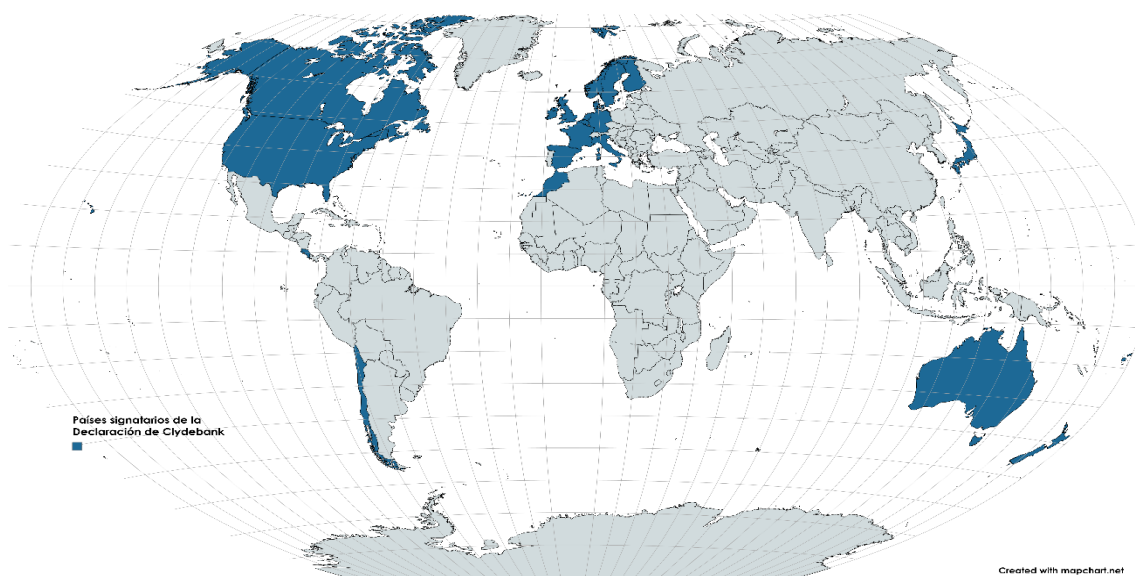 Países signatarios de la
Declaración de Clydebank
Created with mapchart.net